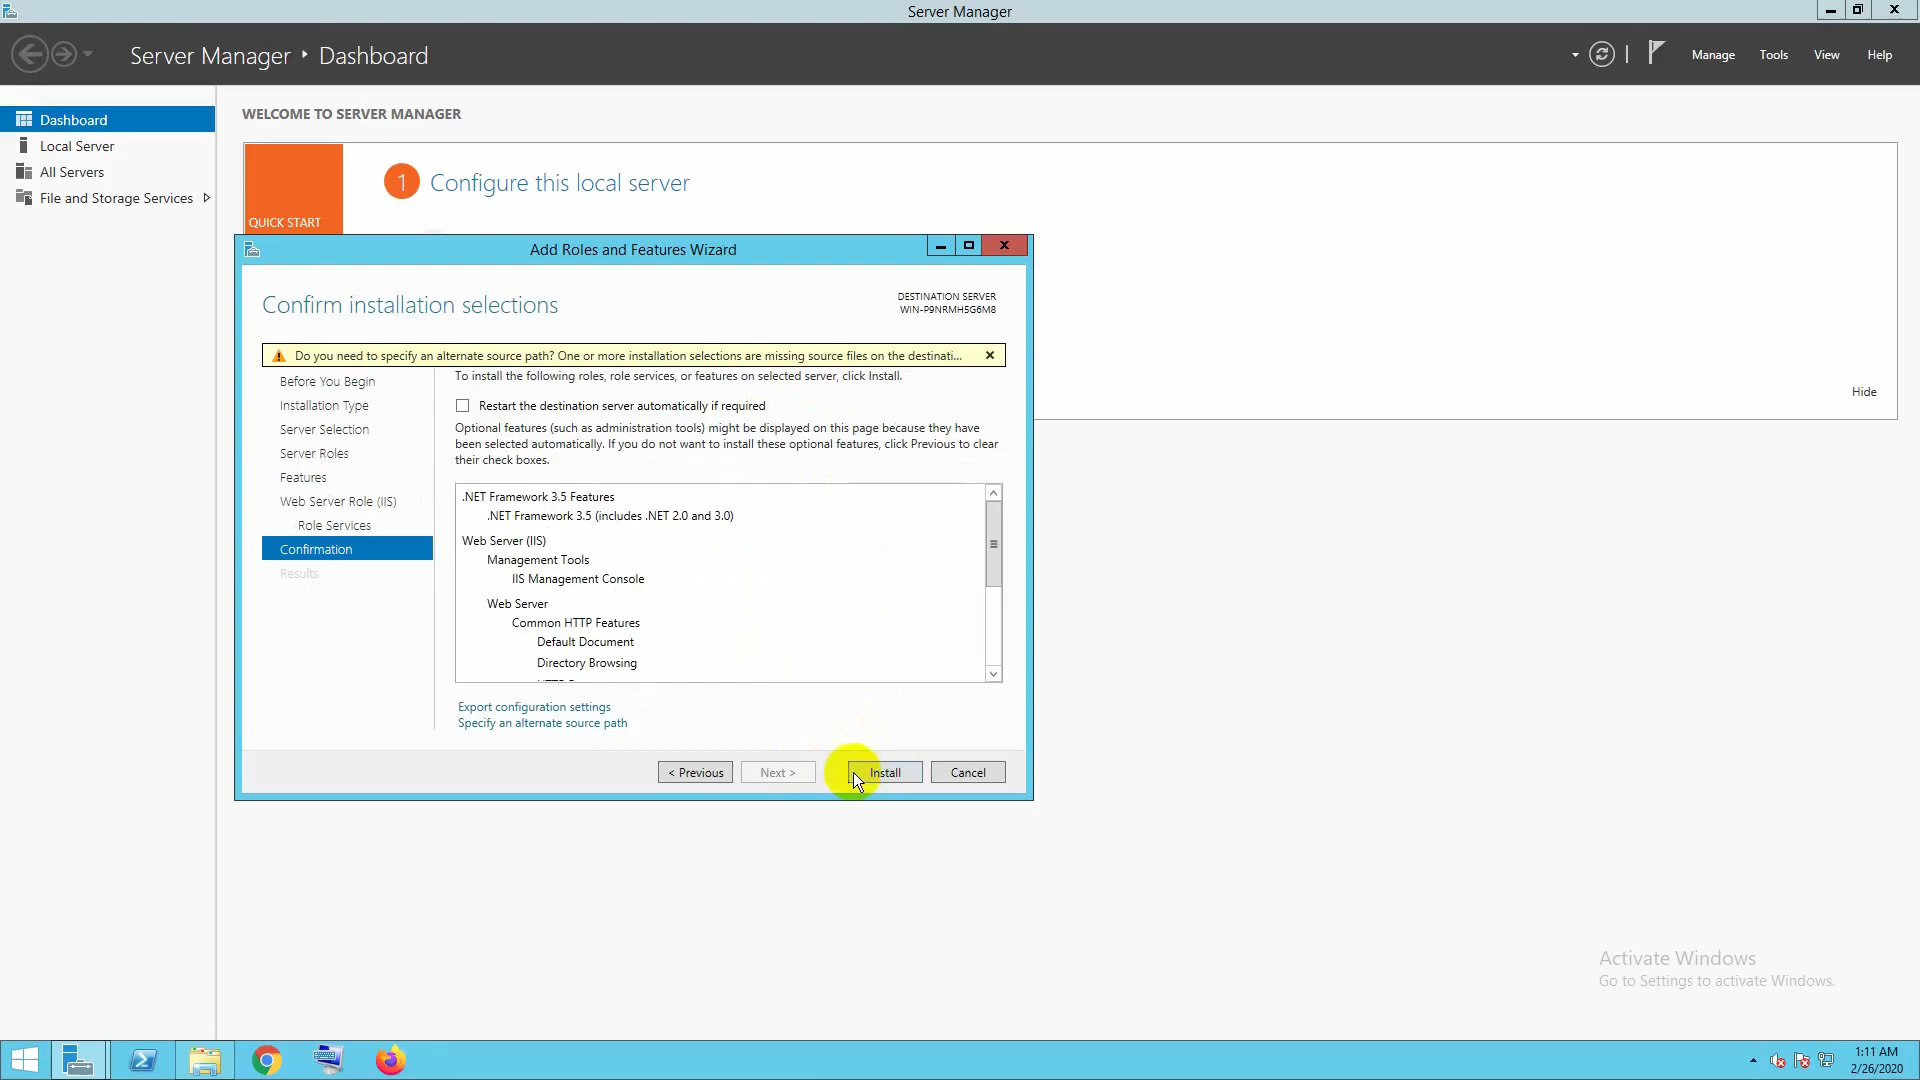 Server Manager
Server Manager ‣ Dashboard
Manage Tools View Help
Dashboard
Local Server
All Servers
File and Storage Services
WELCOME TO SERVER MANAGER
QUICK START
1 Configure this local server
Hide
Add Roles and Features Wizard
Confirm installation selections
DESTINATION SERVER
WIN-P9NRMH5G6M8
Do you need to specify an alternate source path? One or more installation selections are missing source files on the destinati...
Before You Begin
Installation Type
Server Selection
Server Roles
Features
Web Server Role (IIS)
Role Services
Confirmation
Results
To install the following roles, role services, or features on selected server, click Install.
Restart the destination server automatically if required
Optional features (such as administration tools) might be displayed on this page because they have
been selected automatically. If you do not want to install these optional features, click Previous to clear
their check boxes.
.NET Framework 3.5 Features
.NET Framework 3.5 (includes .NET 2.0 and 3.0)
Web Server (IIS)
Management Tools
IIS Management Console
Web Server
Common HTTP Features
Default Document
Directory Browsing
Export configuration settings
Specify an alternate source path
< Previous Next > Install Cancel
Activate Windows
Go to Settings to activate Windows.
1:11 AM
2/26/2020